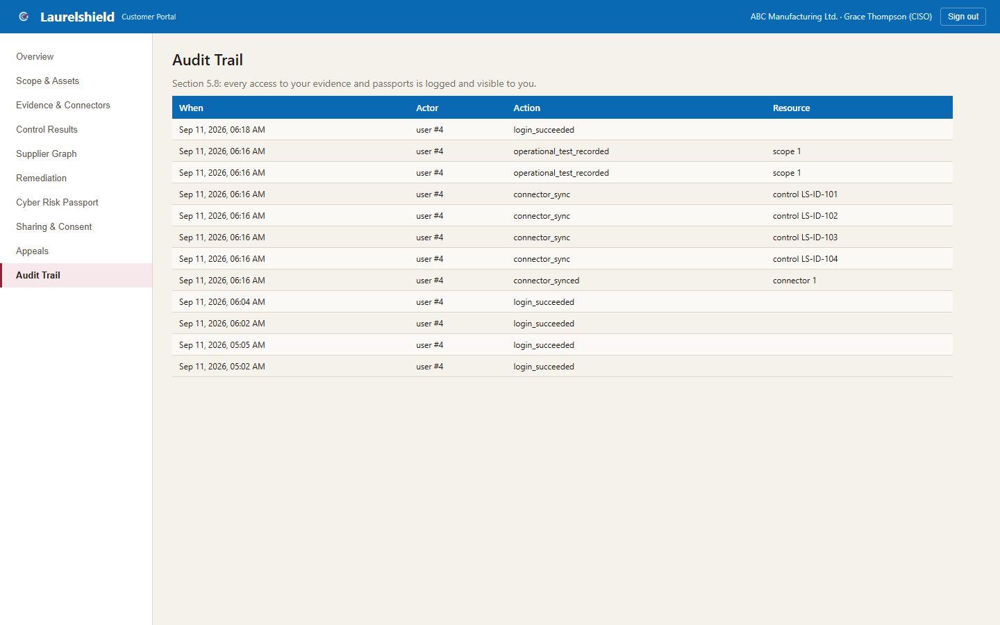 Laurelshield Customer Portal ABC Manufacturing Ltd. · Grace Thompson (CISO) Sign out
Overview
Scope & Assets
Evidence & Connectors
Control Results
Supplier Graph
Remediation
Cyber Risk Passport
Sharing & Consent
Appeals
Audit Trail
Audit Trail
Section 5.8: every access to your evidence and passports is logged and visible to you.
When Actor Action Resource
Sep 11, 2026, 06:18 AM user #4 login_succeeded
Sep 11, 2026, 06:16 AM user #4 operational_test_recorded scope 1
Sep 11, 2026, 06:16 AM user #4 operational_test_recorded scope 1
Sep 11, 2026, 06:16 AM user #4 connector_sync control LS-ID-101
Sep 11, 2026, 06:16 AM user #4 connector_sync control LS-ID-102
Sep 11, 2026, 06:16 AM user #4 connector_sync control LS-ID-103
Sep 11, 2026, 06:16 AM user #4 connector_sync control LS-ID-104
Sep 11, 2026, 06:16 AM user #4 connector_synced connector 1
Sep 11, 2026, 06:04 AM user #4 login_succeeded
Sep 11, 2026, 06:02 AM user #4 login_succeeded
Sep 11, 2026, 05:05 AM user #4 login_succeeded
Sep 11, 2026, 05:02 AM user #4 login_succeeded